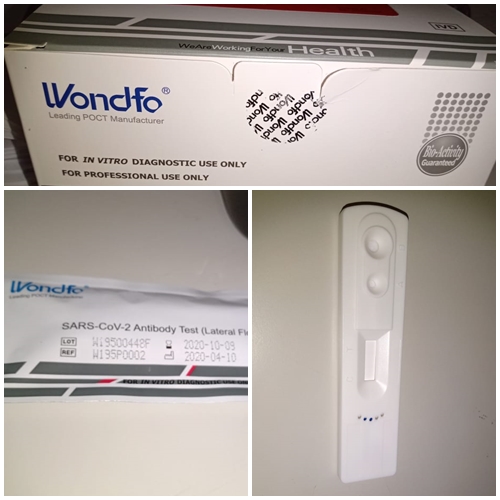 IVD
WeAreWorkingForYour Health
Wondfo®
Leading POCT Manufacturer
FOR IN VITRO DIAGNOSTIC USE ONLY
FOR PROFESSIONAL USE ONLY
Bio-Activity
Guaranteed
Wondfo
Leading POCT Manufacturer
SARS-CoV-2 Antibody Test (Lateral
LOT W19500448F 2020-10-09
REF W195P0002 2020-04-10
FOR IN VITRO DIAGNOSTIC USE ONLY